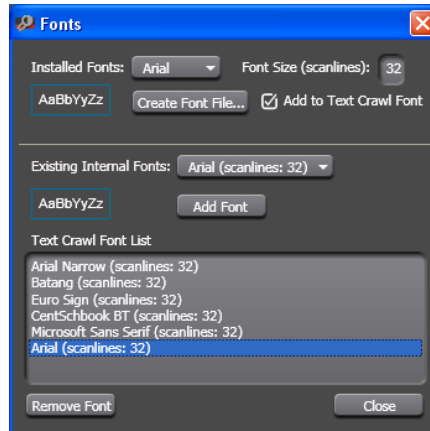 Fonts
Installed Fonts: Arial Font Size (scanlines): 32
AaBbYyZz Create Font File... Add to Text Crawl Font
Existing Internal Fonts: Arial (scanlines: 32)
AaBbYyZz Add Font
Text Crawl Font List
Arial Narrow (scanlines: 32)
Batang (scanlines: 32)
Euro Sign (scanlines: 32)
CentSchbook BT (scanlines: 32)
Microsoft Sans Serif (scanlines: 32)
Arial (scanlines: 32)
Remove Font Close